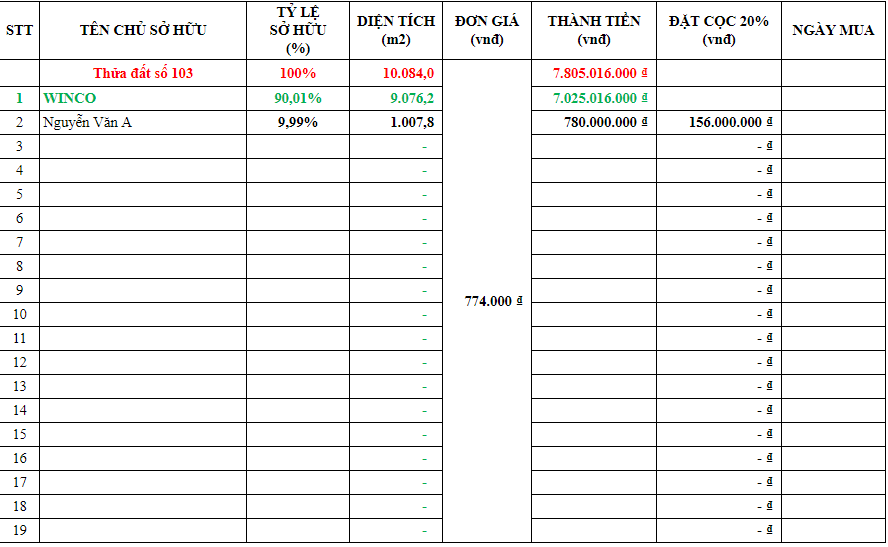 STT TÊN CHỦ SỞ HỮU TỶ LỆ SỞ HỮU (%) DIỆN TÍCH (m2) ĐƠN GIÁ (vnđ) THÀNH TIỀN (vnđ) ĐẶT CỌC 20% (vnđ) NGÀY MUA
Thửa đất số 103 100% 10.084,0 7.805.016.000 ₫
1 WINCO 90,01% 9.076,2 7.025.016.000 ₫
2 Nguyễn Văn A 9,99% 1.007,8 780.000.000 ₫ 156.000.000 ₫
3 - - ₫
4 - - ₫
5 - - ₫
6 - - ₫
7 - - ₫
8 - - ₫
9 - - ₫
774.000 ₫
10 - - ₫
11 - - ₫
12 - - ₫
13 - - ₫
14 - - ₫
15 - - ₫
16 - - ₫
17 - - ₫
18 - - ₫
19 - - ₫